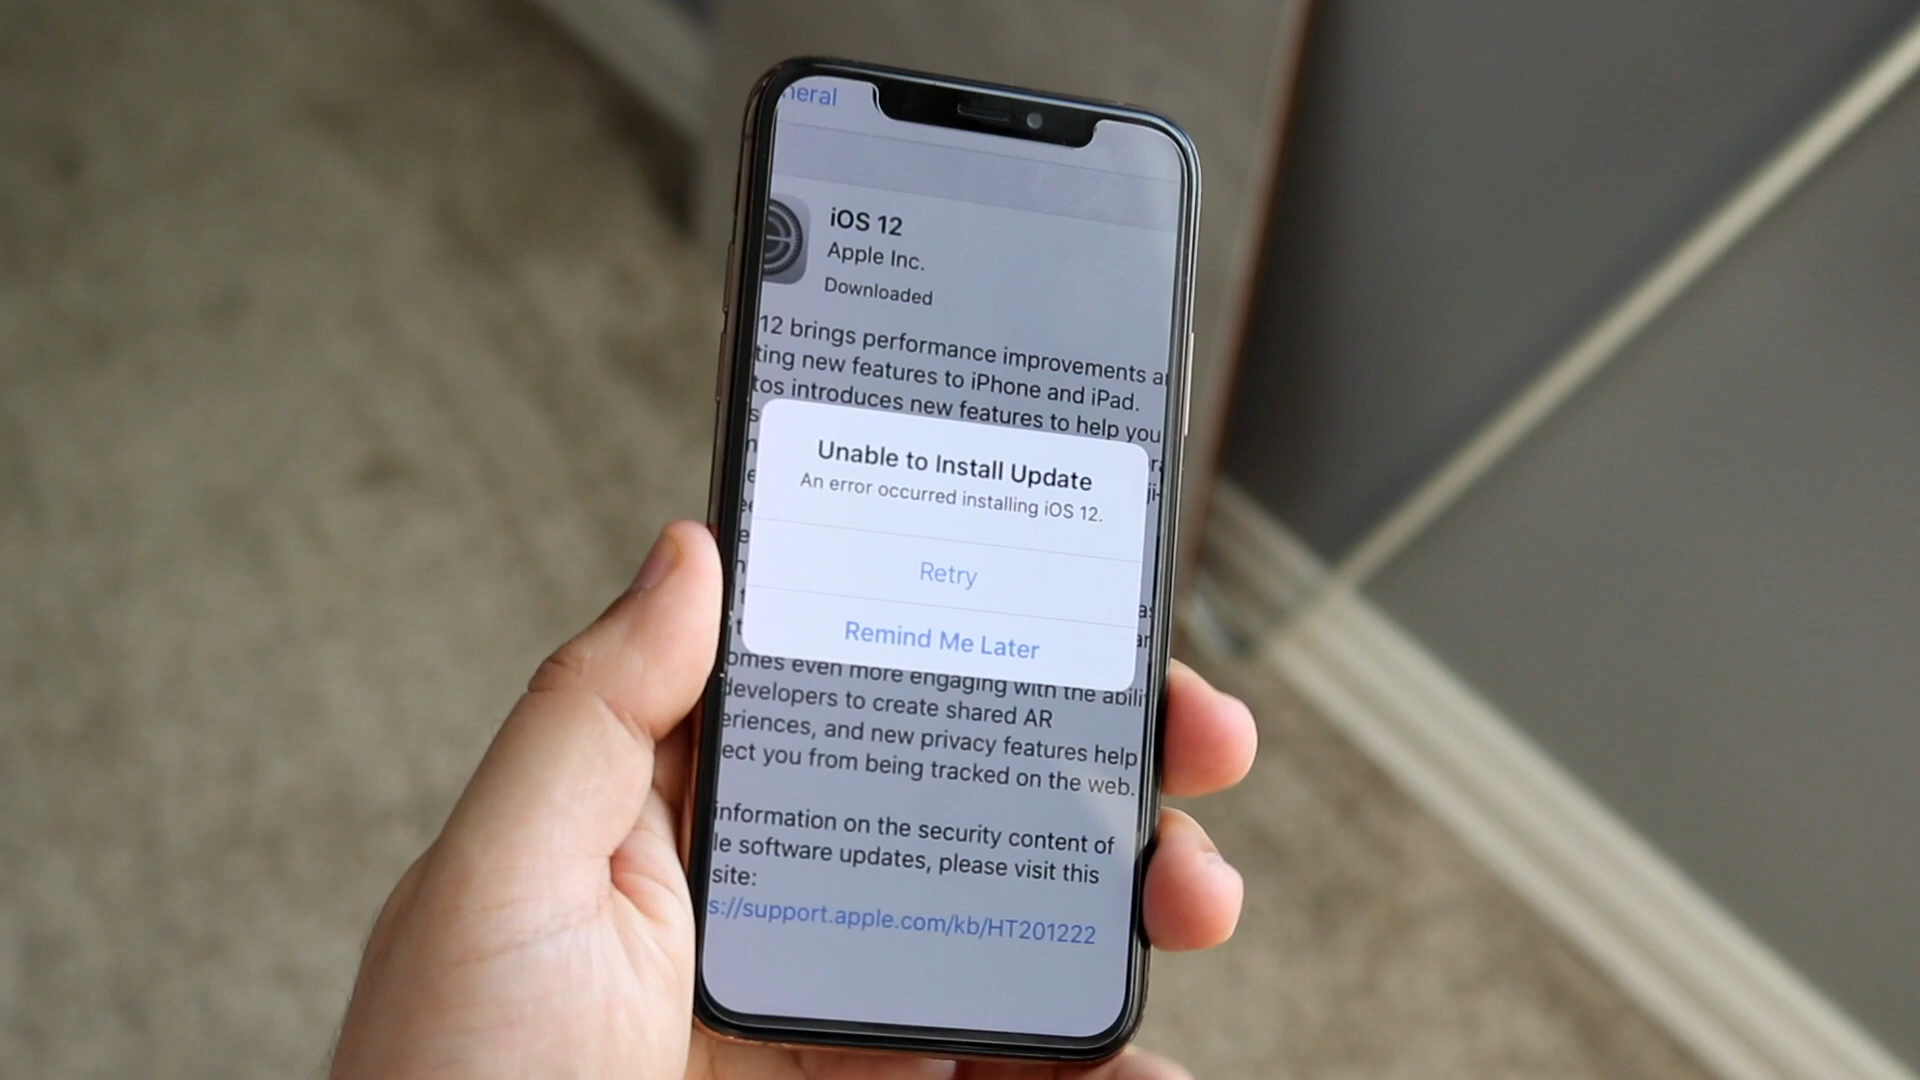 neral
iOS 12
Apple Inc.
Downloaded
12 brings performance improvements a
ting new features to iPhone and iPad.
tos introduces new features to help you
Unable to Install Update
An error occurred installing iOS 12.
Retry
Remind Me Later
omes even more engaging with the abili
developers to create shared AR
eriences, and new privacy features help
ect you from being tracked on the web.
information on the security content of
le software updates, please visit this
site:
s://support.apple.com/kb/HT201222